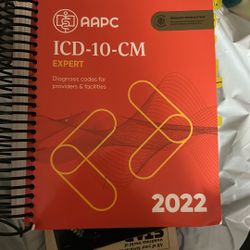 AAPC
ICD-10-CM
EXPERT
Diagnosis codes for
providers & facilities
2022